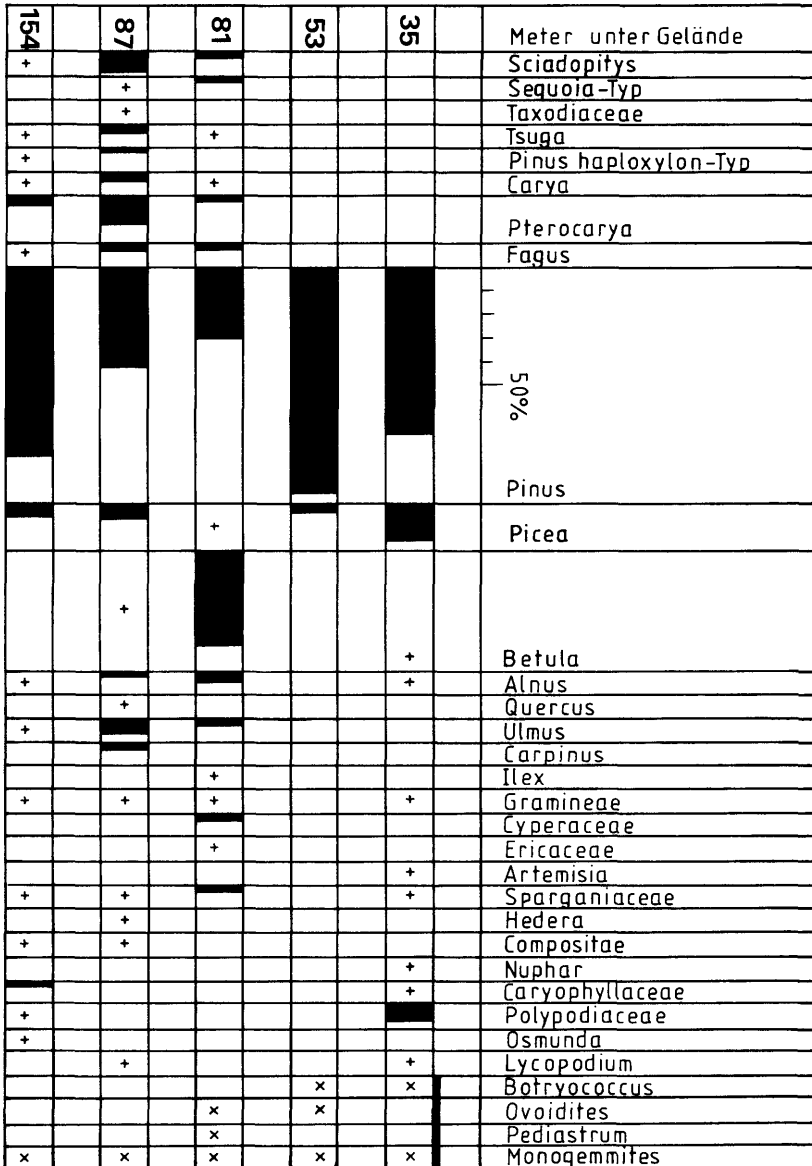 154 87 81 53 35 Meter unter Gelände
+ Sciadopitys
+ Sequoia-Typ
+ Taxodiaceae
+ + Tsuga
+ Pinus haploxylon-Typ
+ + Carya
Pterocarya
+ Fagus
50%
Pinus
+ Picea
+
+ Betula
+ + Alnus
+ Quercus
+ Ulmus
Carpinus
+ Ilex
+ + + + Gramineae
Cyperaceae
+ Ericaceae
+ Artemisia
+ + + Sparganiaceae
+ Hedera
+ + Compositae
+ Nuphar
+ Caryophyllaceae
+ Polypodiaceae
+ Osmunda
+ + Lycopodium
x x Botryococcus
x x Ovoidites
x Pediastrum
x x x x x Monogemmites